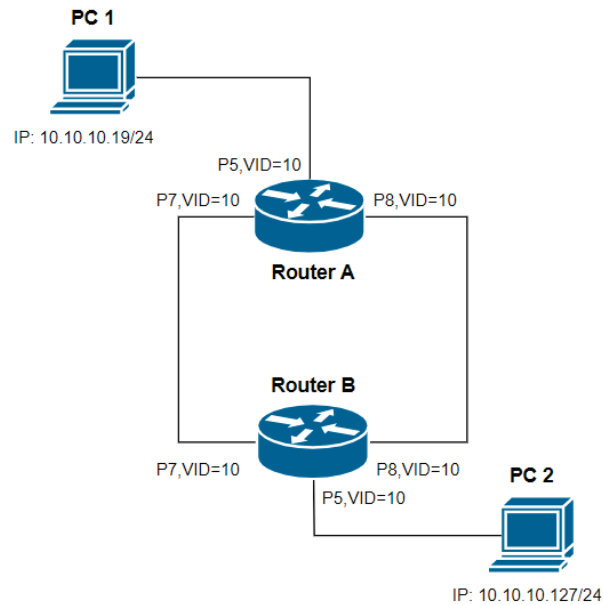 PC 1
IP: 10.10.10.19/24
P5,VID=10
P7,VID=10
P8,VID=10
Router A
Router B
P7,VID=10
P8,VID=10
PC 2
P5,VID=10
IP: 10.10.10.127/24